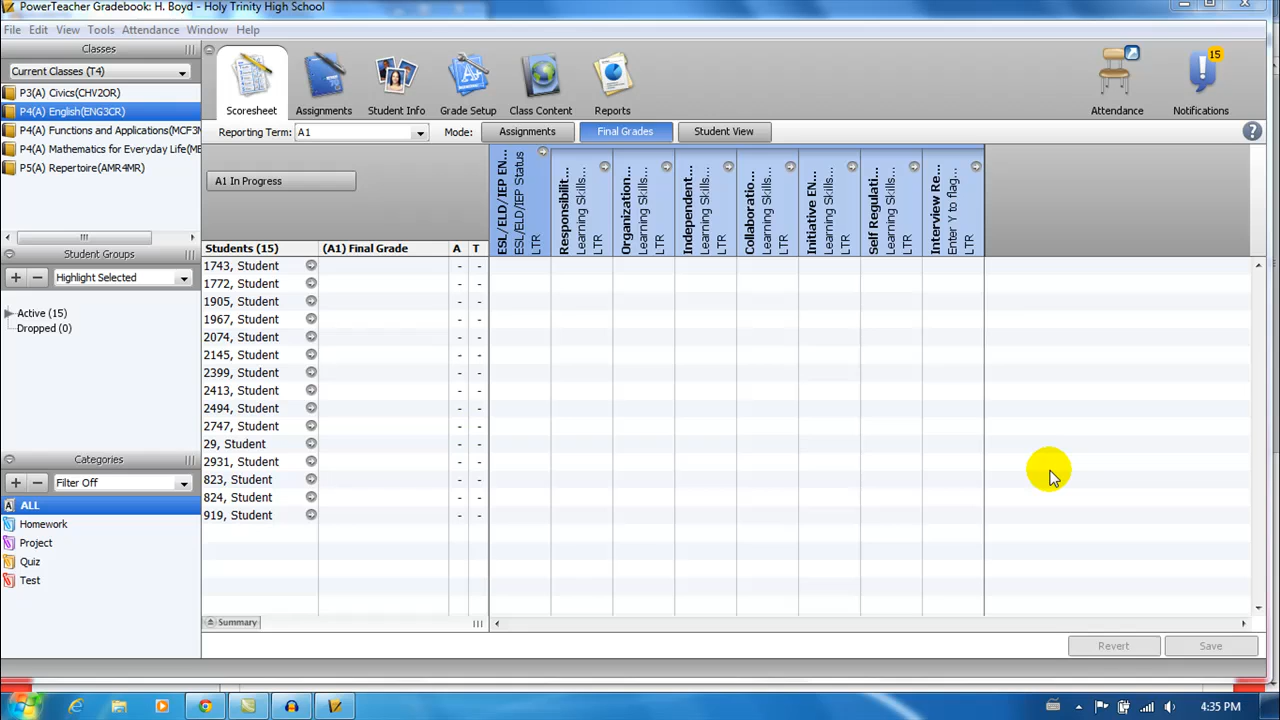 PowerTeacher Gradebook: H. Boyd - Holy Trinity High School
File Edit View Tools Attendance Window Help
Classes
Current Classes (T4)
P3(A) Civics(CHV2OR)
P4(A) English(ENG3CR)
P4(A) Functions and Applications(MCF3M
P4(A) Mathematics for Everyday Life(ME
P5(A) Repertoire(AMR4MR)
Student Groups
Highlight Selected
Active (15)
Dropped (0)
Categories
Filter Off
ALL
Homework
Project
Quiz
Test
Scoresheet
Assignments
Student Info
Grade Setup
Class Content
Reports
Attendance
15
Notifications
Reporting Term: A1
Mode: Assignments Final Grades Student View
?
A1 In Progress
ESL/ELD/IEP EN...
ESL/ELD/IEP Status
LTR
Responsibilit...
Learning Skills...
LTR
Organization...
Learning Skills...
LTR
Independent...
Learning Skills...
LTR
Collaboratio...
Learning Skills...
LTR
Initiative EN...
Learning Skills...
LTR
Self Regulati...
Learning Skills...
LTR
Interview Re...
Enter Y to flag...
LTR
Students (15) (A1) Final Grade A T
1743, Student - -
1772, Student - -
1905, Student - -
1967, Student - -
2074, Student - -
2145, Student - -
2399, Student - -
2413, Student - -
2494, Student - -
2747, Student - -
29, Student - -
2931, Student - -
823, Student - -
824, Student - -
919, Student - -
Summary
Revert Save
4:35 PM